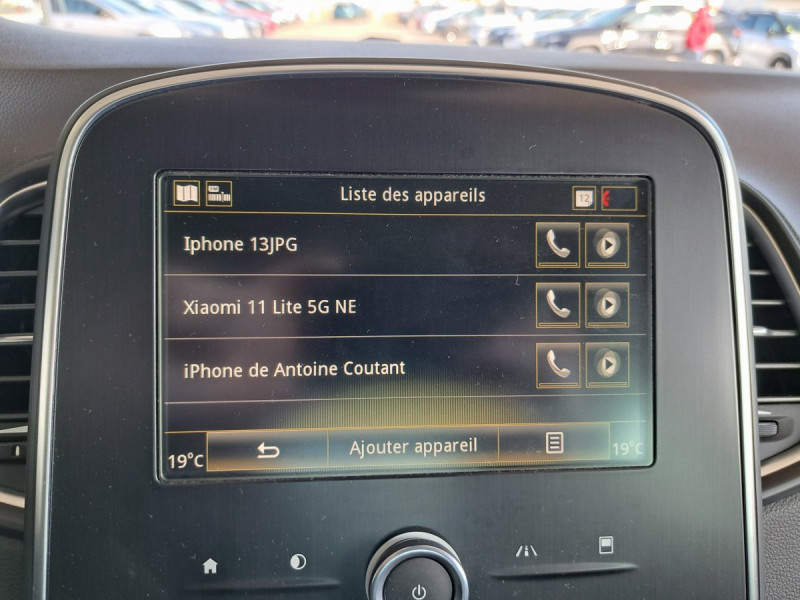 Liste des appareils
12
Iphone 13JPG
Xiaomi 11 Lite 5G NE
iPhone de Antoine Coutant
19°C
Ajouter appareil
19°C